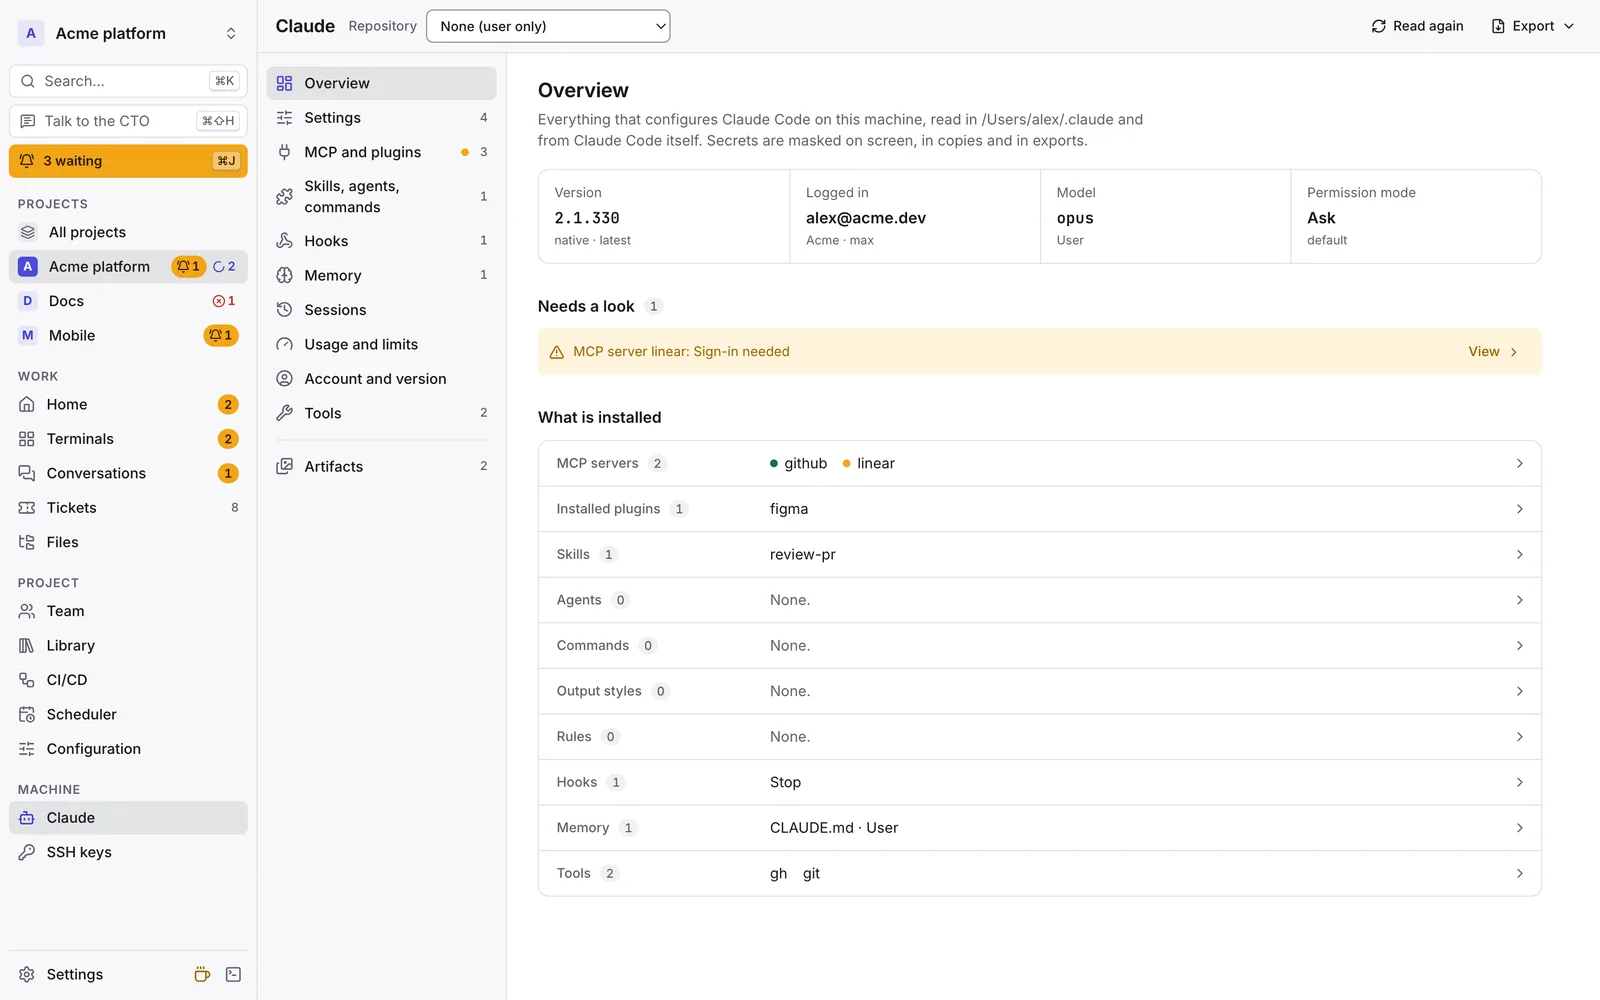 A Acme platform
Search... ⌘K
Talk to the CTO ⌘⇧H
3 waiting ⌘J
PROJECTS
All projects
A Acme platform 1 2
D Docs 1
M Mobile 1
WORK
Home 2
Terminals 2
Conversations 1
Tickets 8
Files
PROJECT
Team
Library
CI/CD
Scheduler
Configuration
MACHINE
Claude
SSH keys
Settings
Claude Repository None (user only)
Read again Export
Overview
Settings 4
MCP and plugins 3
Skills, agents,
commands 1
Hooks 1
Memory 1
Sessions
Usage and limits
Account and version
Tools 2
Artifacts 2
Overview
Everything that configures Claude Code on this machine, read in /Users/alex/.claude and
from Claude Code itself. Secrets are masked on screen, in copies and in exports.
Version
2.1.330
native · latest
Logged in
alex@acme.dev
Acme · max
Model
opus
User
Permission mode
Ask
default
Needs a look 1
MCP server linear: Sign-in needed View
What is installed
MCP servers 2 github linear
Installed plugins 1 figma
Skills 1 review-pr
Agents 0 None.
Commands 0 None.
Output styles 0 None.
Rules 0 None.
Hooks 1 Stop
Memory 1 CLAUDE.md · User
Tools 2 gh git